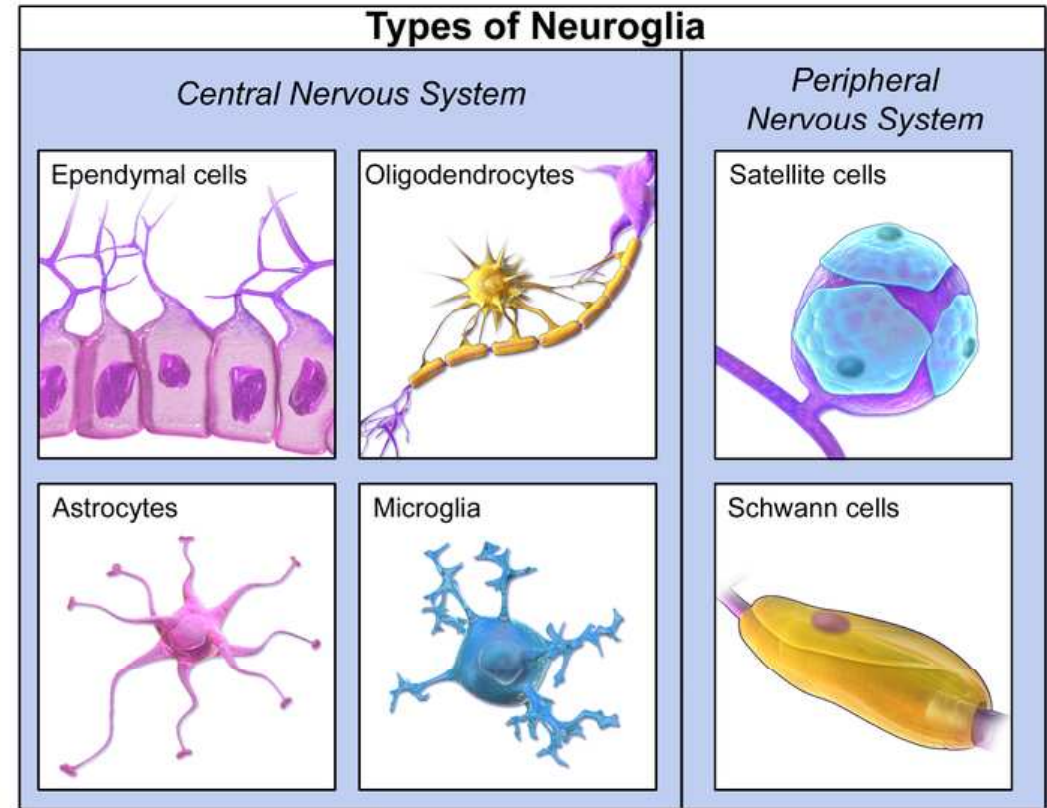 Types of Neuroglia
Central Nervous System
Peripheral
Nervous System
Ependymal cells
Oligodendrocytes
Satellite cells
Astrocytes
Microglia
Schwann cells